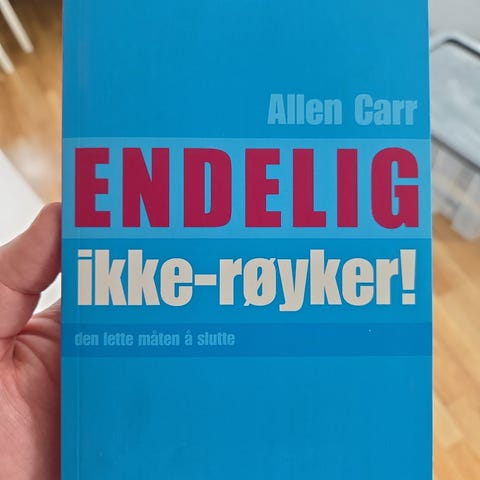 Allen Carr
ENDELIG
ikke-røyker!
den lette måten å slutte